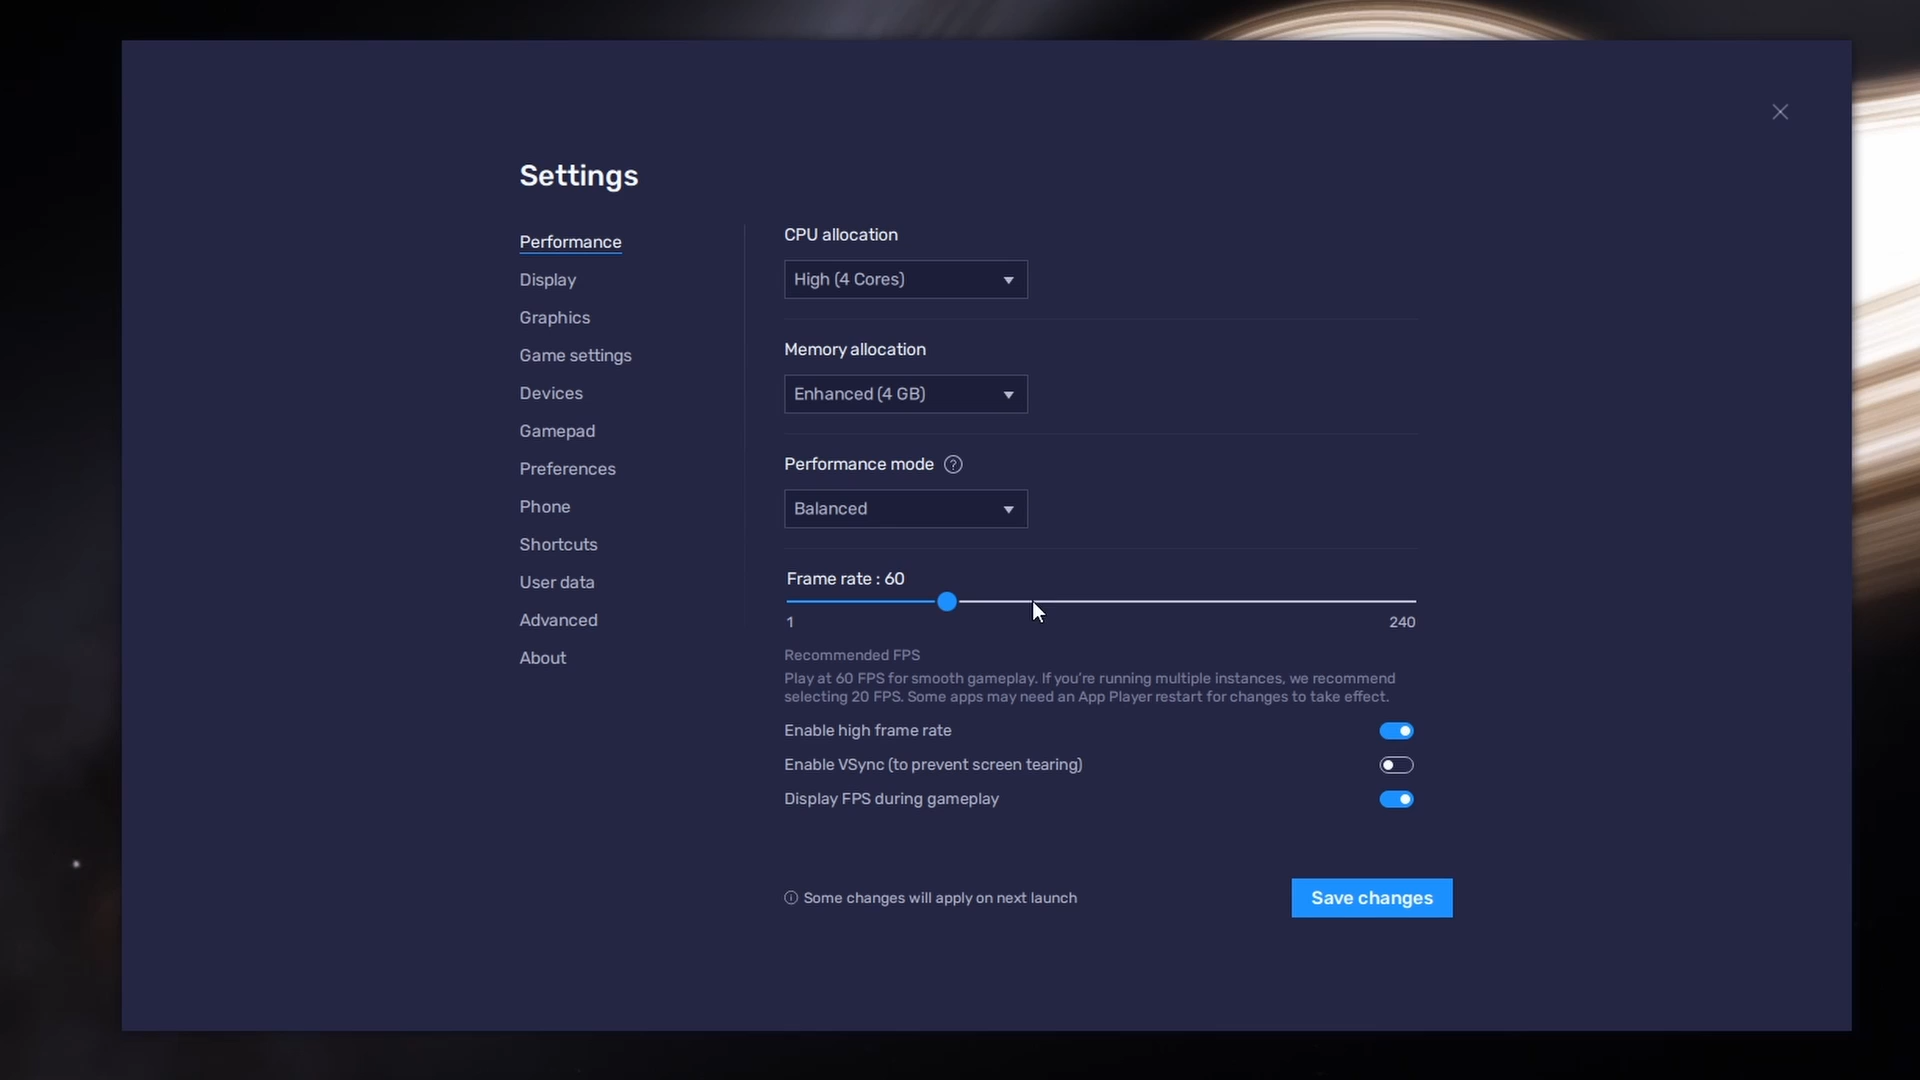 Settings
Performance
Display
Graphics
Game settings
Devices
Gamepad
Preferences
Phone
Shortcuts
User data
Advanced
About
CPU allocation
High (4 Cores)
Memory allocation
Enhanced (4 GB)
Performance mode
Balanced
Frame rate : 60
1
240
Recommended FPS
Play at 60 FPS for smooth gameplay. If you're running multiple instances, we recommend
selecting 20 FPS. Some apps may need an App Player restart for changes to take effect.
Enable high frame rate
Enable VSync (to prevent screen tearing)
Display FPS during gameplay
Some changes will apply on next launch
Save changes